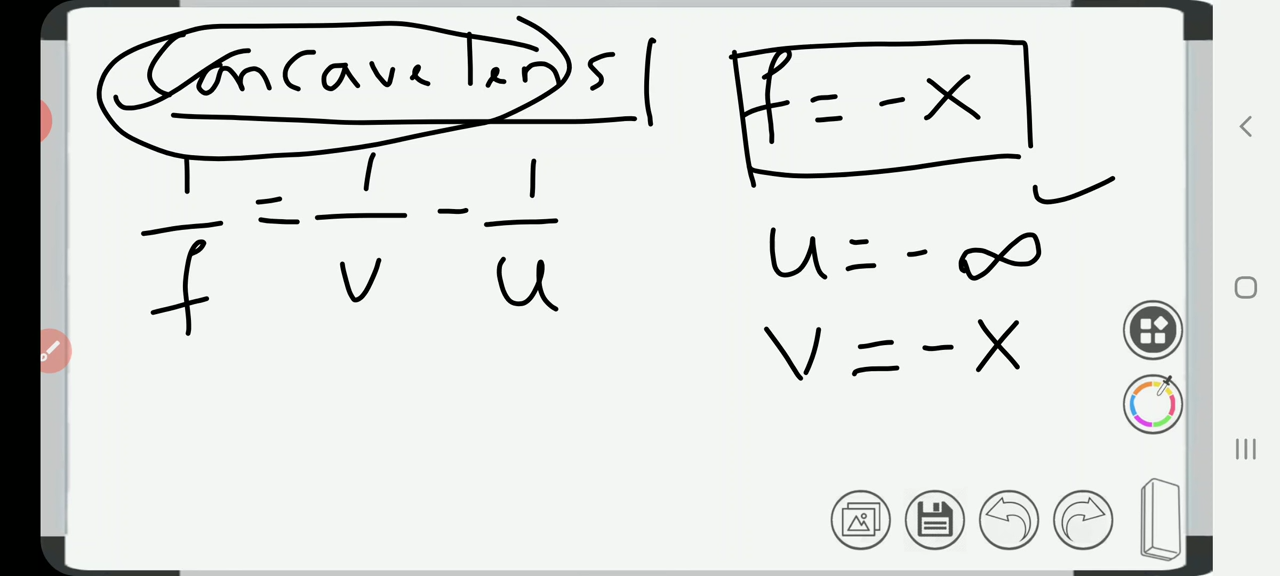 Concave lens
1/f = 1/v - 1/u
f = - x
u = - ∞
v = - x